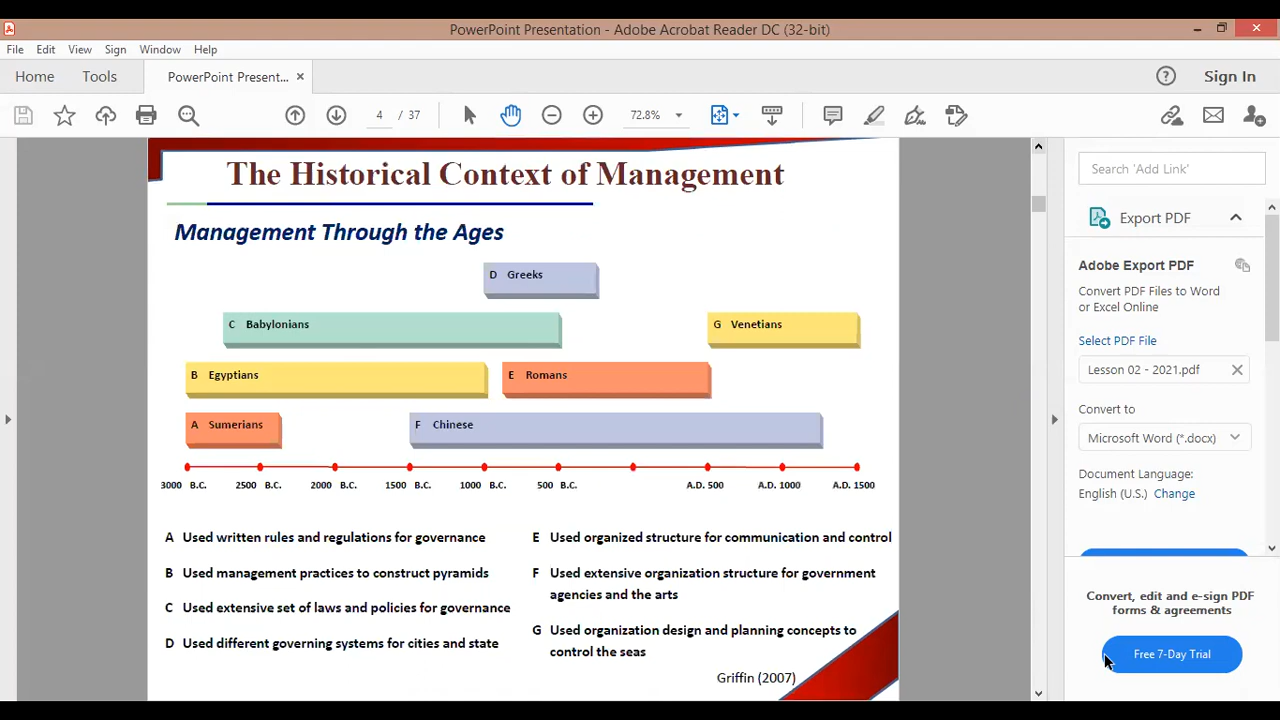 PowerPoint Presentation - Adobe Acrobat Reader DC (32-bit)
File Edit View Sign Window Help
Home Tools PowerPoint Present... × Sign In
4 / 37 72.8%
The Historical Context of Management
Management Through the Ages
D Greeks
C Babylonians
G Venetians
B Egyptians
E Romans
A Sumerians
F Chinese
3000 B.C. 2500 B.C. 2000 B.C. 1500 B.C. 1000 B.C. 500 B.C. A.D. 500 A.D. 1000 A.D. 1500
A Used written rules and regulations for governance
B Used management practices to construct pyramids
C Used extensive set of laws and policies for governance
D Used different governing systems for cities and state
E Used organized structure for communication and control
F Used extensive organization structure for government
agencies and the arts
G Used organization design and planning concepts to
control the seas
Griffin (2007)
Search 'Add Link'
Export PDF
Adobe Export PDF
Convert PDF Files to Word
or Excel Online
Select PDF File
Lesson 02 - 2021.pdf
Convert to
Microsoft Word (*.docx)
Document Language:
English (U.S.) Change
Convert, edit and e-sign PDF
forms & agreements
Free 7-Day Trial